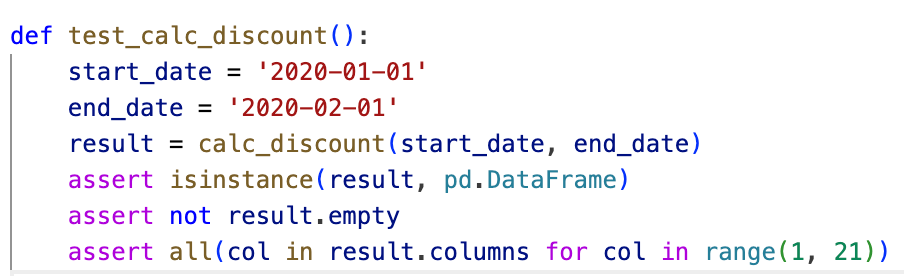 def test_calc_discount():
    start_date = '2020-01-01'
    end_date = '2020-02-01'
    result = calc_discount(start_date, end_date)
    assert isinstance(result, pd.DataFrame)
    assert not result.empty
    assert all(col in result.columns for col in range(1, 21))